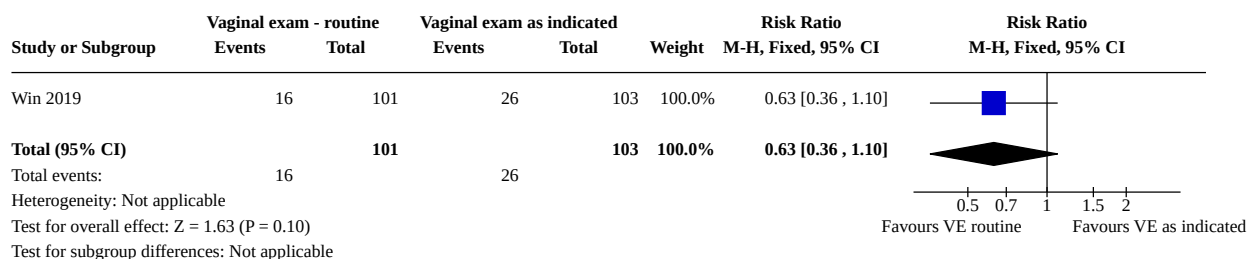 Vaginal exam - routine Vaginal exam as indicated Risk Ratio Risk Ratio
Study or Subgroup Events Total Events Total Weight M-H, Fixed, 95% CI M-H, Fixed, 95% CI
Win 2019 16 101 26 103 100.0% 0.63 [0.36 , 1.10]
Total (95% CI) 101 103 100.0% 0.63 [0.36 , 1.10]
Total events: 16 26
Heterogeneity: Not applicable
0.5 0.7 1 1.5 2
Test for overall effect: Z = 1.63 (P = 0.10)
Favours VE routine Favours VE as indicated
Test for subgroup differences: Not applicable